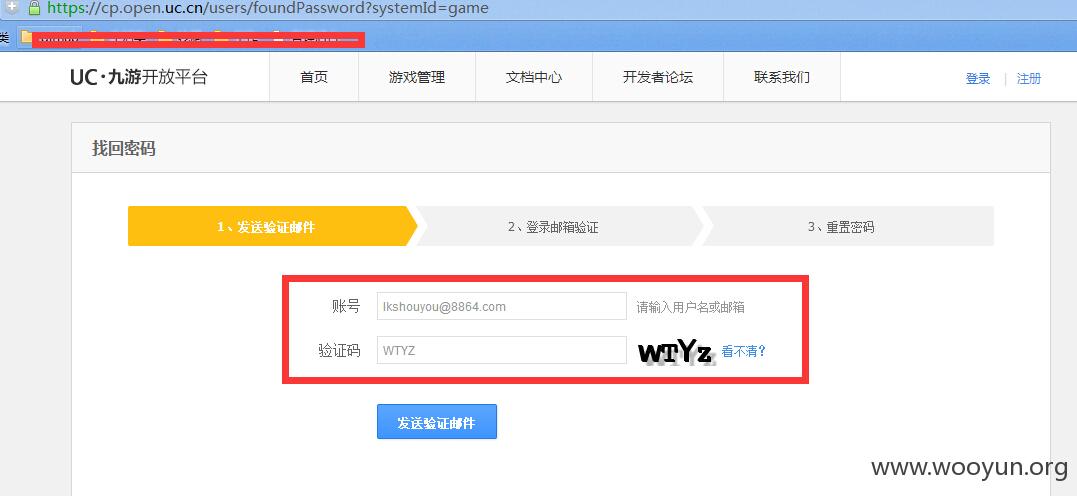 https://cp.open.uc.cn/users/foundPassword?systemId=game
类
UC·九游开放平台 首页 游戏管理 文档中心 开发者论坛 联系我们 登录 | 注册
找回密码
1、发送验证邮件 2、登录邮箱验证 3、重置密码
账号 lkshouyou@8864.com 请输入用户名或邮箱
验证码 WTYZ WTYz 看不清？
发送验证邮件
www.wooyun.org